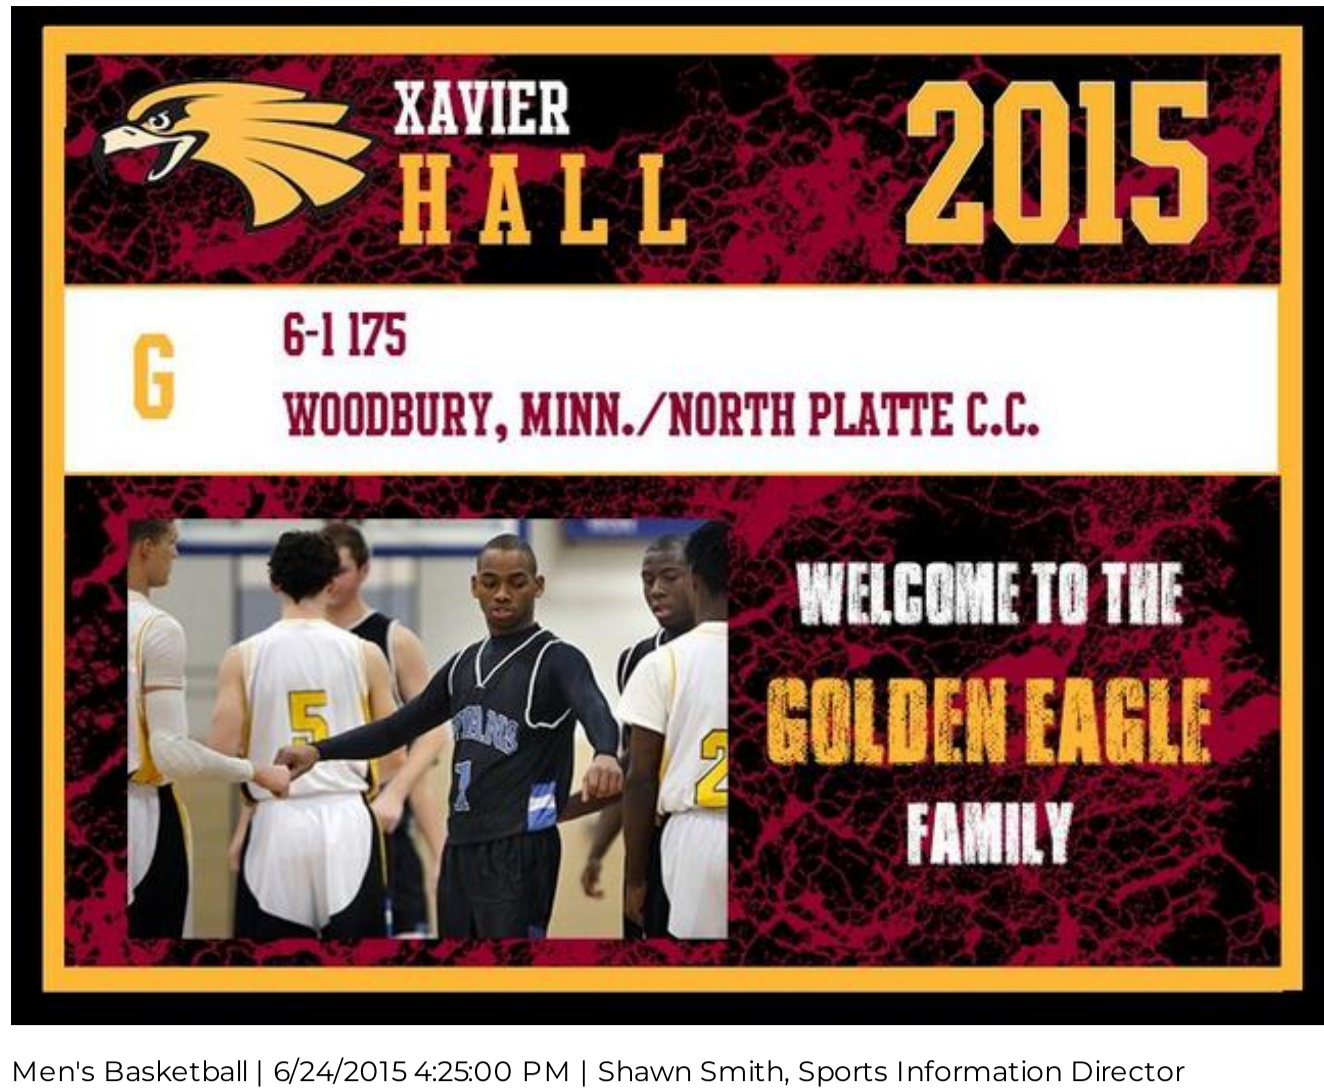 XAVIER
HALL
2015
G
6-1 175
WOODBURY, MINN./NORTH PLATTE C.C.
WELCOME TO THE
GOLDEN EAGLE
FAMILY
5
1
2
Men's Basketball | 6/24/2015 4:25:00 PM | Shawn Smith, Sports Information Director